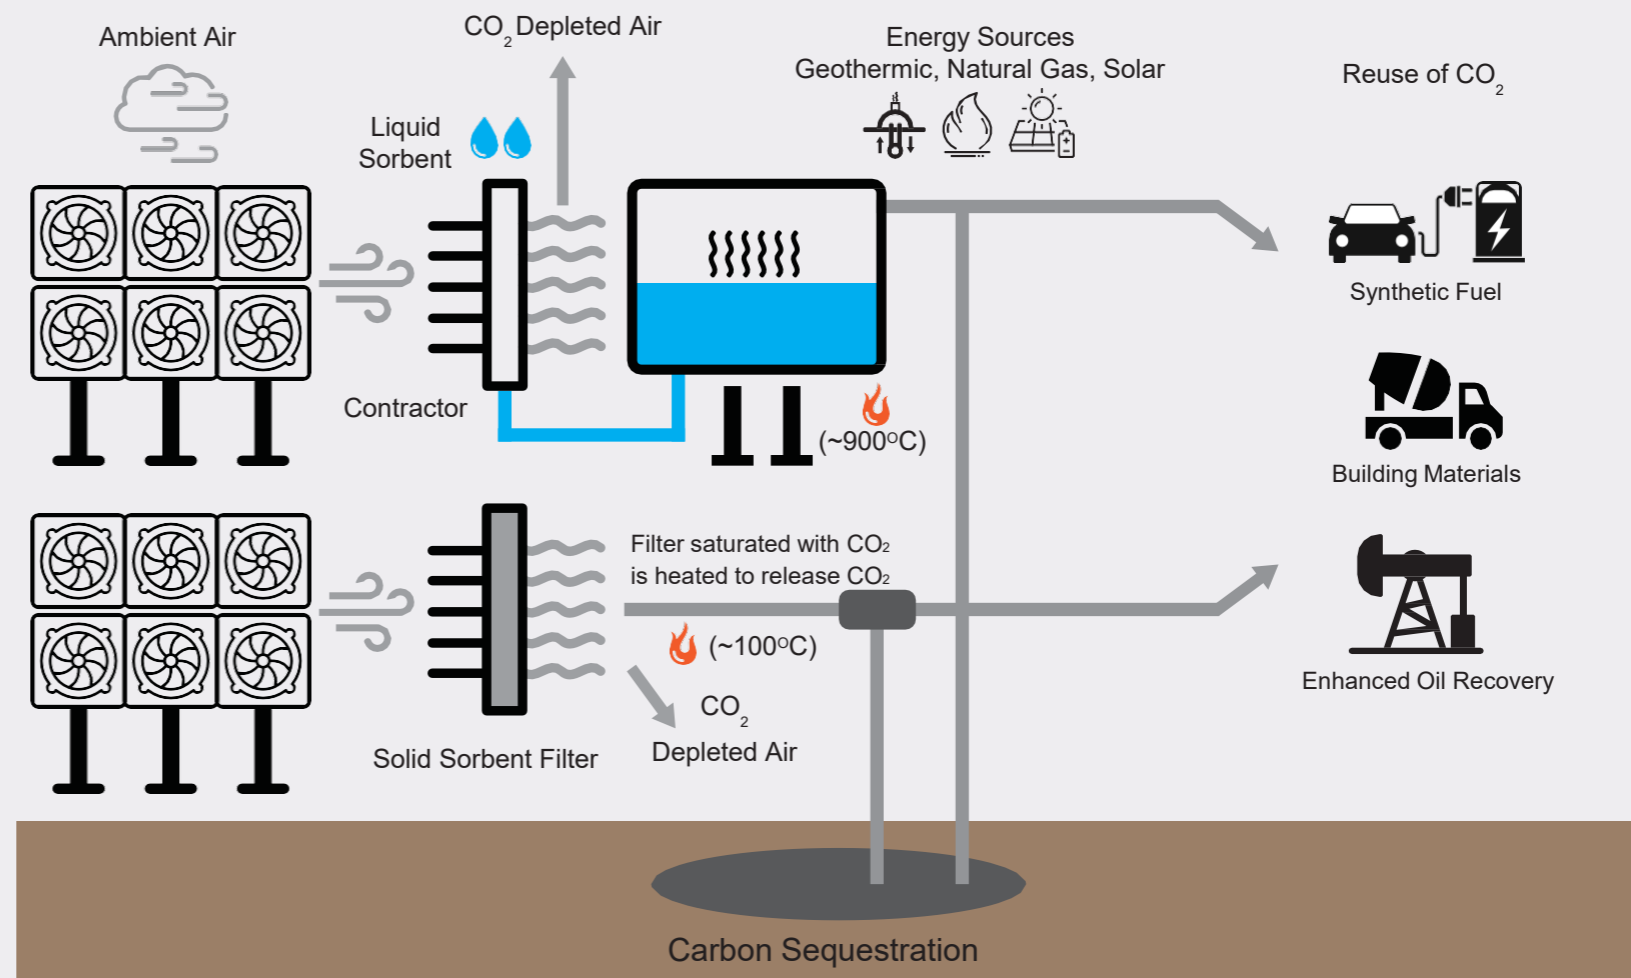 Ambient Air
CO2 Depleted Air
Liquid
Sorbent
Contractor
Energy Sources
Geothermic, Natural Gas, Solar
(~900°C)
Reuse of CO2
Synthetic Fuel
Building Materials
Enhanced Oil Recovery
Filter saturated with CO2
is heated to release CO2
(~100°C)
CO2
Depleted Air
Solid Sorbent Filter
Carbon Sequestration